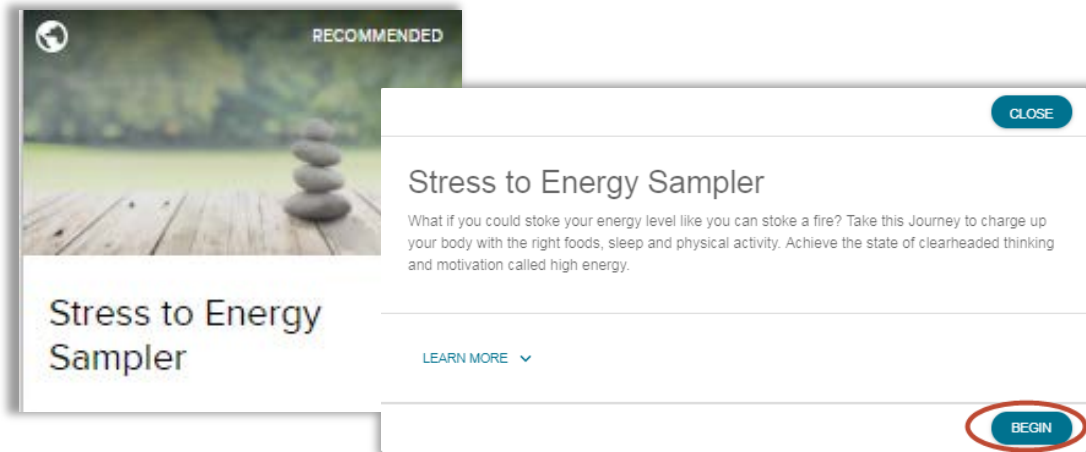 RECOMMENDED
Stress to Energy
Sampler
CLOSE
Stress to Energy Sampler
What if you could stoke your energy level like you can stoke a fire? Take this Journey to charge up
your body with the right foods, sleep and physical activity. Achieve the state of clearheaded thinking
and motivation called high energy.
LEARN MORE
BEGIN